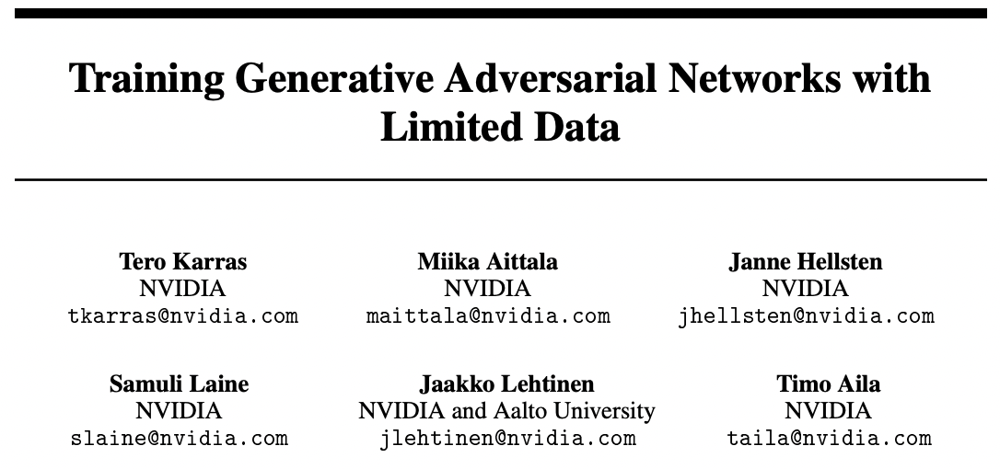 Training Generative Adversarial Networks with
Limited Data
Tero Karras
NVIDIA
tkarras@nvidia.com
Miika Aittala
NVIDIA
maittala@nvidia.com
Janne Hellsten
NVIDIA
jhellsten@nvidia.com
Samuli Laine
NVIDIA
slaine@nvidia.com
Jaakko Lehtinen
NVIDIA and Aalto University
jlehtinen@nvidia.com
Timo Aila
NVIDIA
taila@nvidia.com